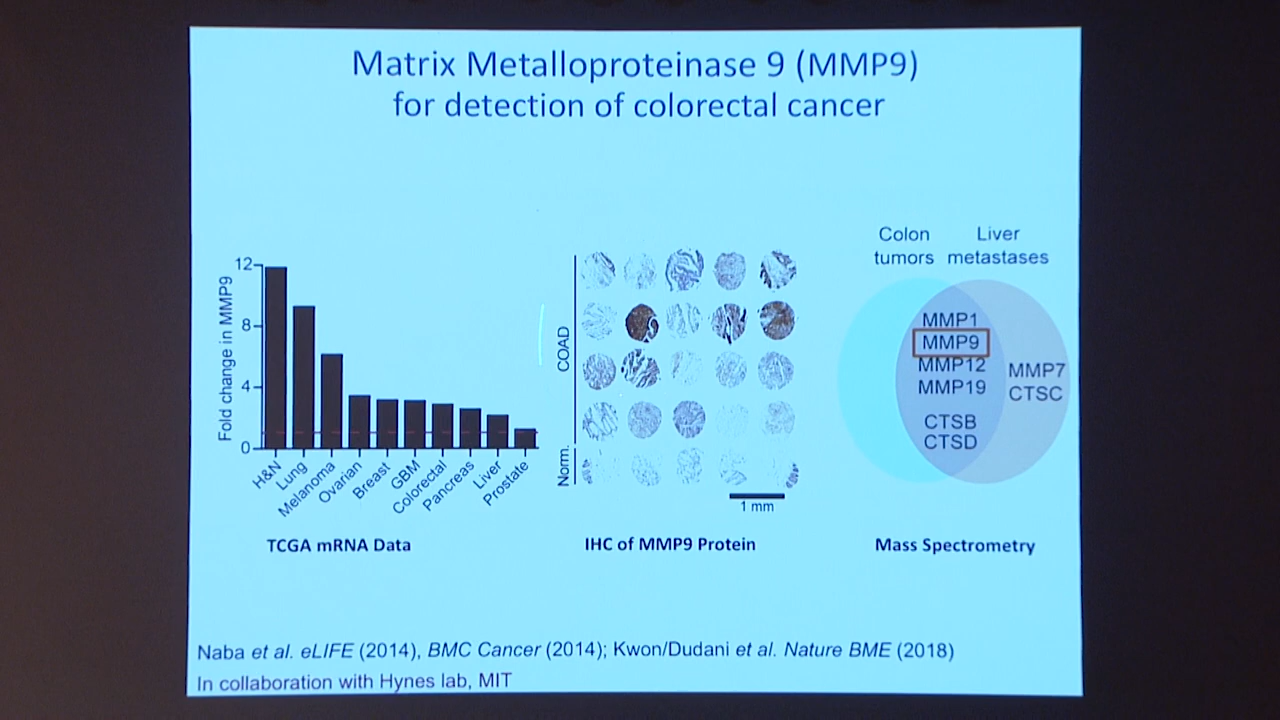 Matrix Metalloproteinase 9 (MMP9)
for detection of colorectal cancer
Fold change in MMP9
12
8
4
0
H&N
Lung
Melanoma
Ovarian
Breast
GBM
Colorectal
Pancreas
Liver
Prostate
TCGA mRNA Data
COAD
Norm.
1 mm
IHC of MMP9 Protein
Colon
tumors
Liver
metastases
MMP1
MMP9
MMP12
MMP19
CTSB
CTSD
MMP7
CTSC
Mass Spectrometry
Naba et al. eLIFE (2014), BMC Cancer (2014); Kwon/Dudani et al. Nature BME (2018)
In collaboration with Hynes lab, MIT